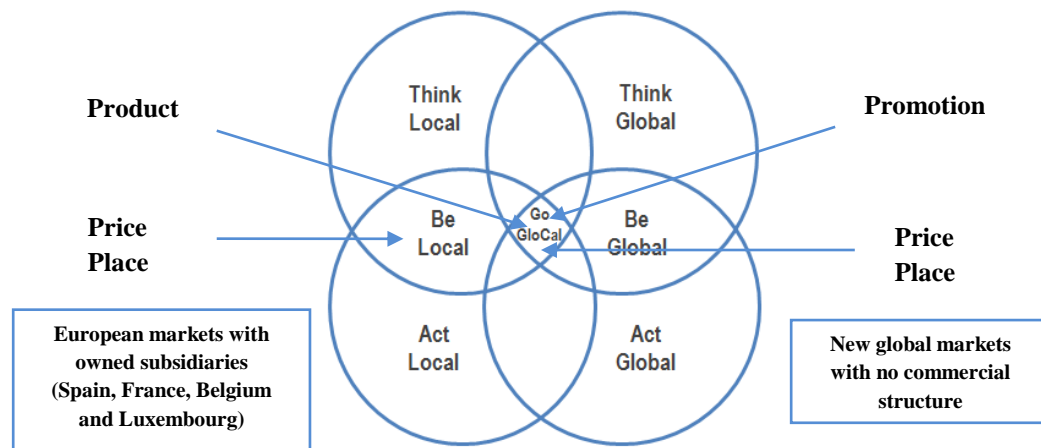 Think
Local
Think
Global
Product
Promotion
Go
GloCal
Be
Local
Be
Global
Price
Place
Price
Place
European markets with
owned subsidiaries
(Spain, France, Belgium
and Luxembourg)
Act
Local
Act
Global
New global markets
with no commercial
structure